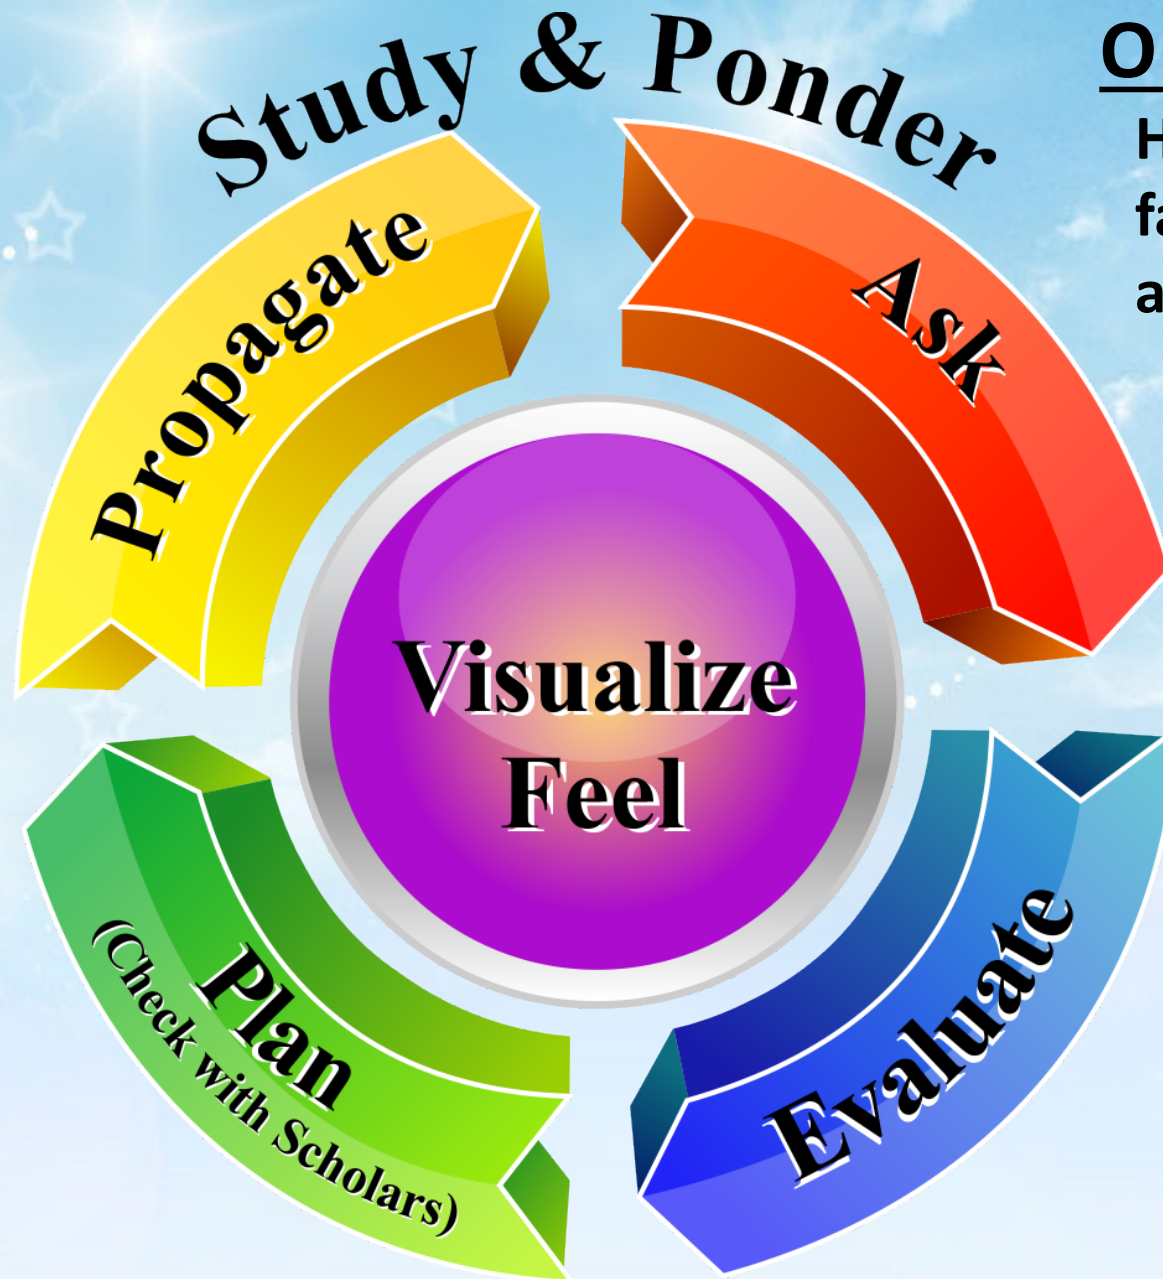 Study & Ponder
Propagate
Ask
Visualize
Feel
Plan
(Check with Scholars)
Evaluate